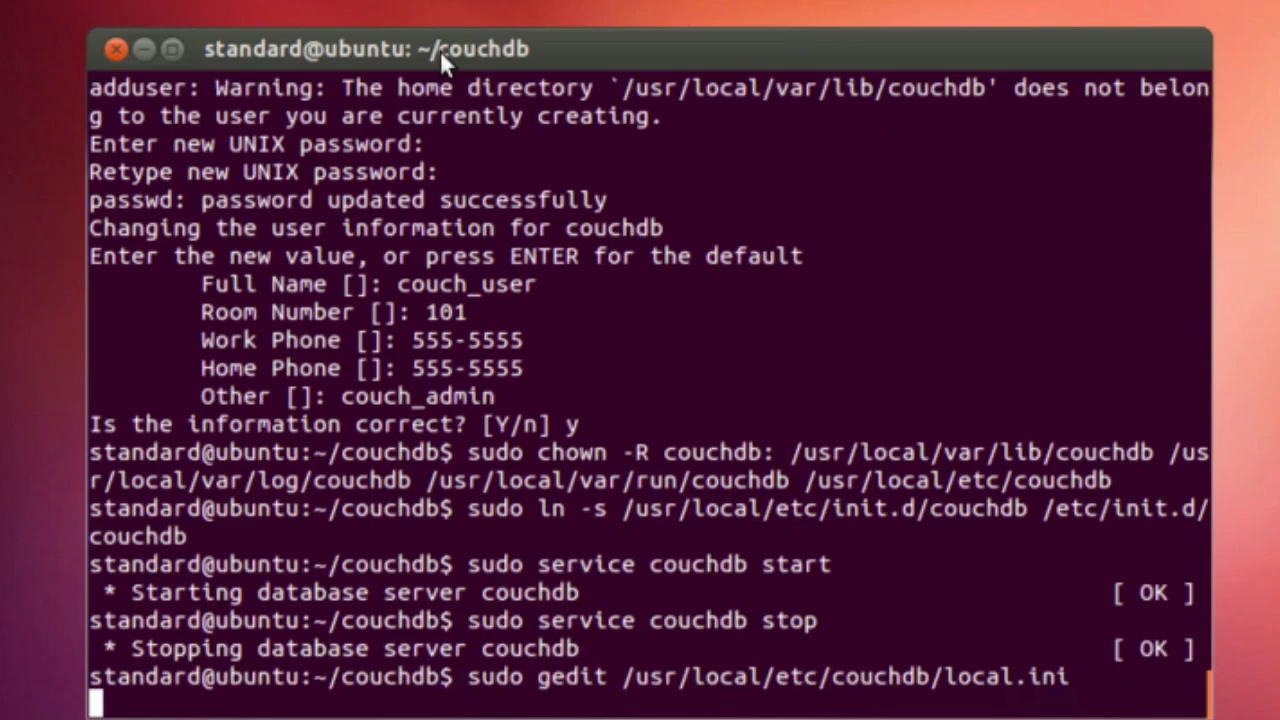 standard@ubuntu: ~/couchdb
adduser: Warning: The home directory `/usr/local/var/lib/couchdb' does not belon
g to the user you are currently creating.
Enter new UNIX password:
Retype new UNIX password:
passwd: password updated successfully
Changing the user information for couchdb
Enter the new value, or press ENTER for the default
Full Name []: couch_user
Room Number []: 101
Work Phone []: 555-5555
Home Phone []: 555-5555
Other []: couch_admin
Is the information correct? [Y/n] y
standard@ubuntu:~/couchdb$ sudo chown -R couchdb: /usr/local/var/lib/couchdb /us
r/local/var/log/couchdb /usr/local/var/run/couchdb /usr/local/etc/couchdb
standard@ubuntu:~/couchdb$ sudo ln -s /usr/local/etc/init.d/couchdb /etc/init.d/
couchdb
standard@ubuntu:~/couchdb$ sudo service couchdb start
* Starting database server couchdb [ OK ]
standard@ubuntu:~/couchdb$ sudo service couchdb stop
* Stopping database server couchdb [ OK ]
standard@ubuntu:~/couchdb$ sudo gedit /usr/local/etc/couchdb/local.ini